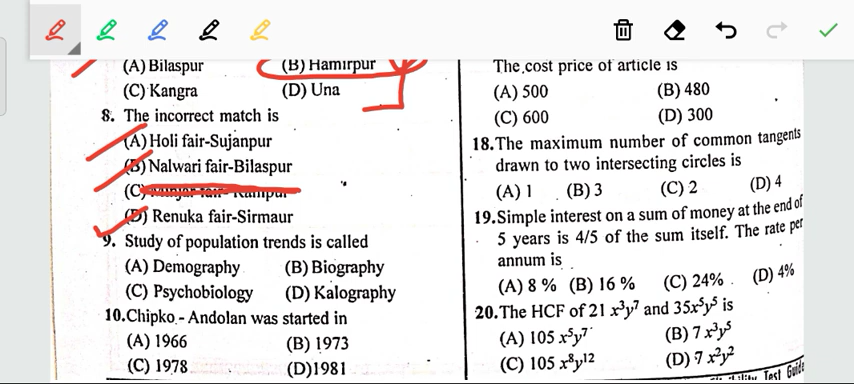 (A) Bilaspur
(B) Hamirpur
(C) Kangra
(D) Una
8. The incorrect match is
(A) Holi fair-Sujanpur
(B) Nalwari fair-Bilaspur
(C)
(D) Renuka fair-Sirmaur
9. Study of population trends is called
(A) Demography
(B) Biography
(C) Psychobiology
(D) Kalography
10.Chipko - Andolan was started in
(A) 1966
(B) 1973
(C) 1978
(D)1981
The cost price of article is
(A) 500
(B) 480
(C) 600
(D) 300
18.The maximum number of common tangents
drawn to two intersecting circles is
(A) 1 (B) 3 (C) 2 (D) 4
19.Simple interest on a sum of money at the end of
5 years is 4/5 of the sum itself. The rate per
annum is
(A) 8 % (B) 16 % (C) 24% (D) 4%
20.The HCF of 21 x³y⁷ and 35x⁵y⁵ is
(A) 105 x⁵y⁷
(B) 7 x³y⁵
(C) 105 x⁸y¹²
(D) 7 x²y²
Test Guide